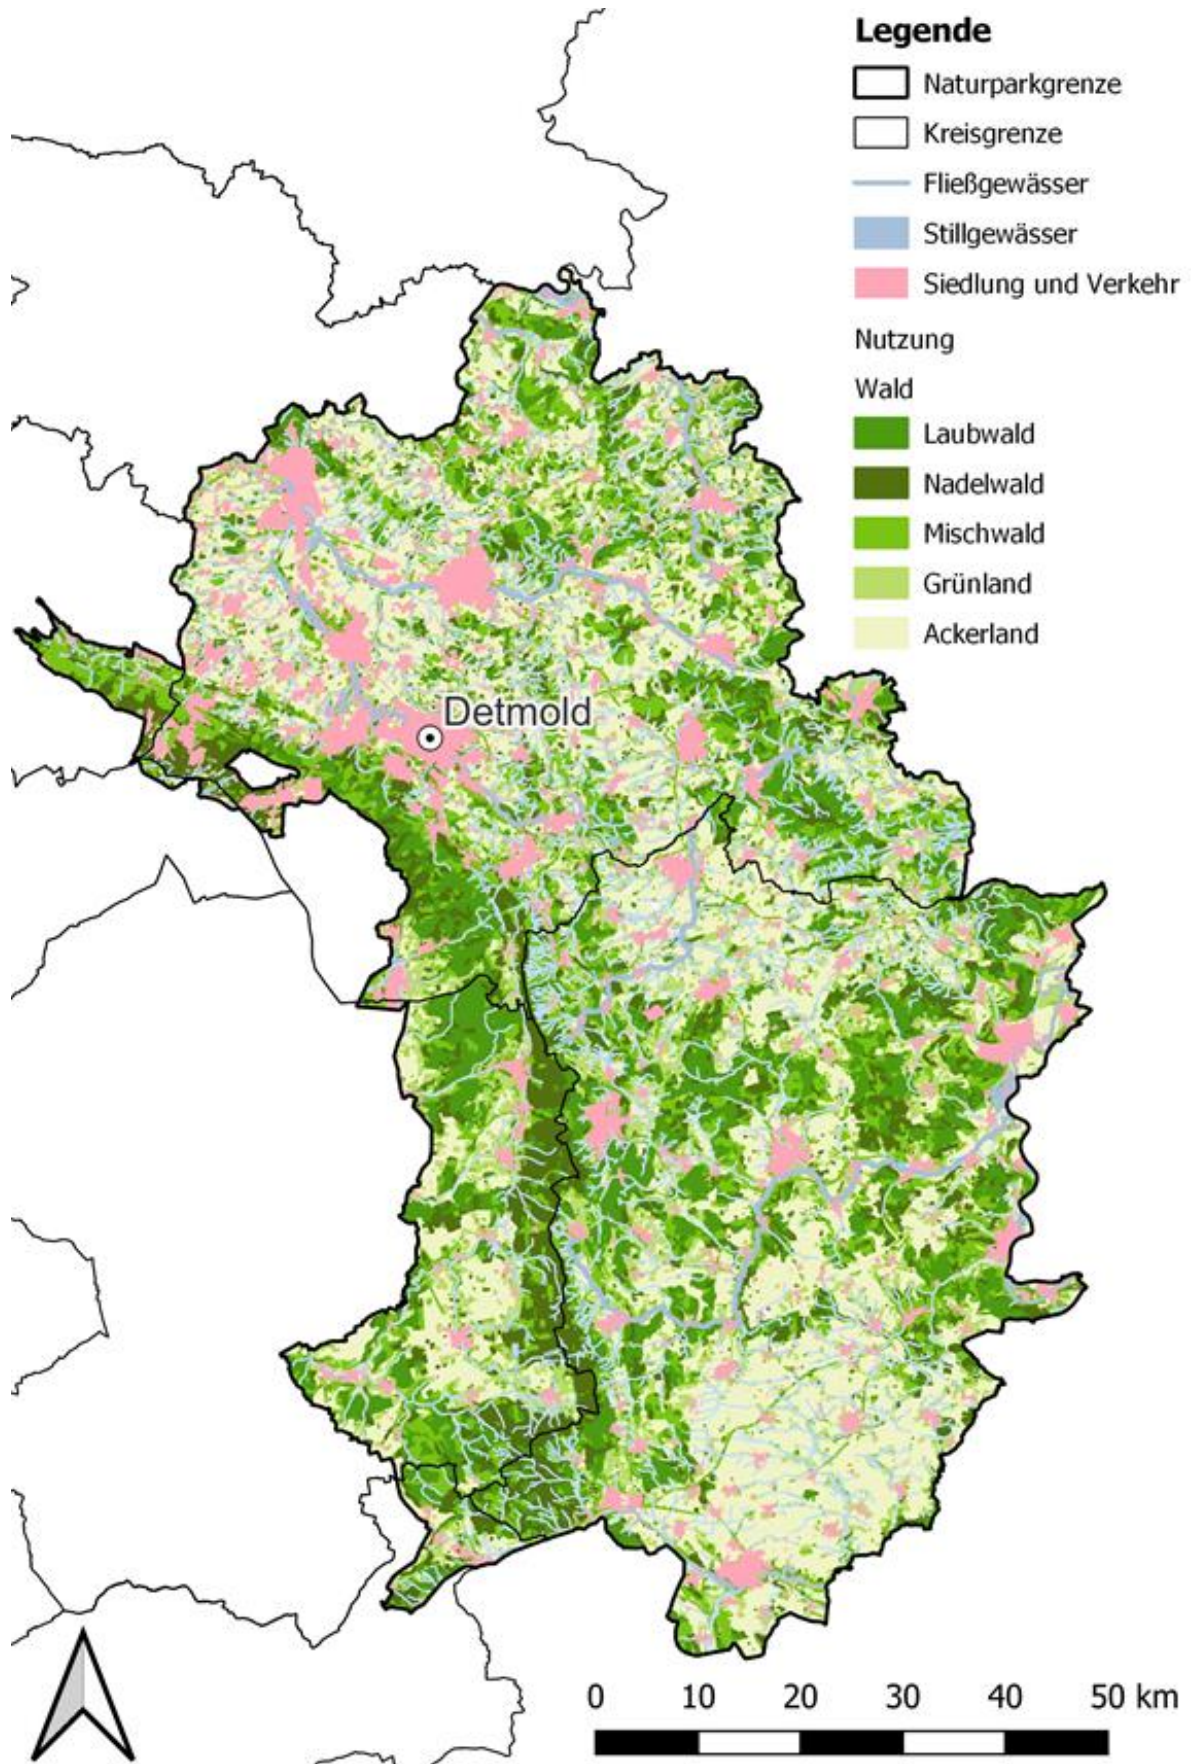 Legende
Naturparkgrenze
Kreisgrenze
Fließgewässer
Stillgewässer
Siedlung und Verkehr
Nutzung
Wald
Laubwald
Nadelwald
Mischwald
Grünland
Ackerland
Detmold
0 10 20 30 40 50 km